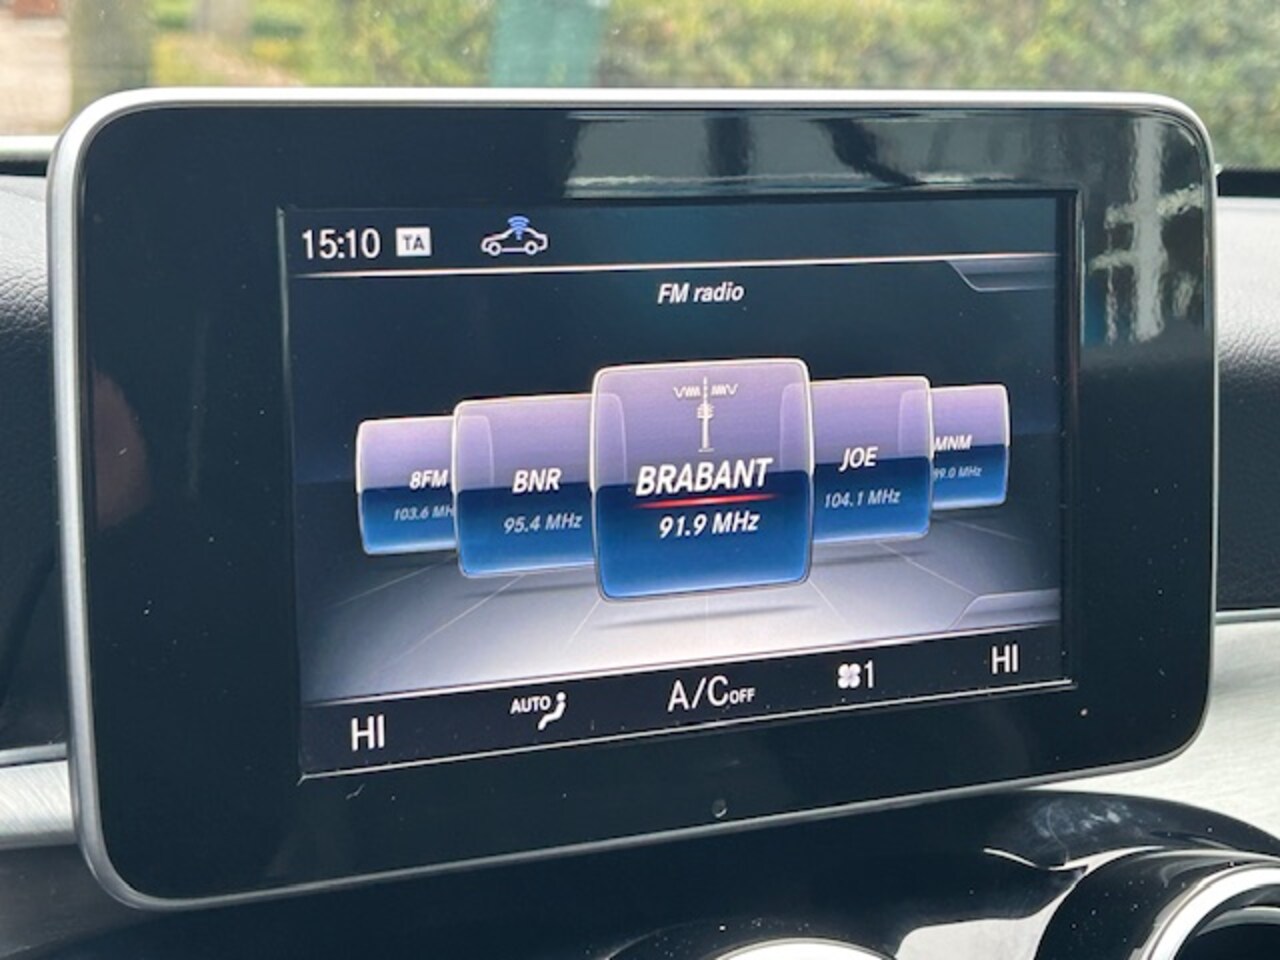 15:10 TA
FM radio
8FM
103.6 MH
BNR
95.4 MHz
BRABANT
91.9 MHz
JOE
104.1 MHz
MNM
99.0 MHz
HI AUTO A/C OFF 1 HI